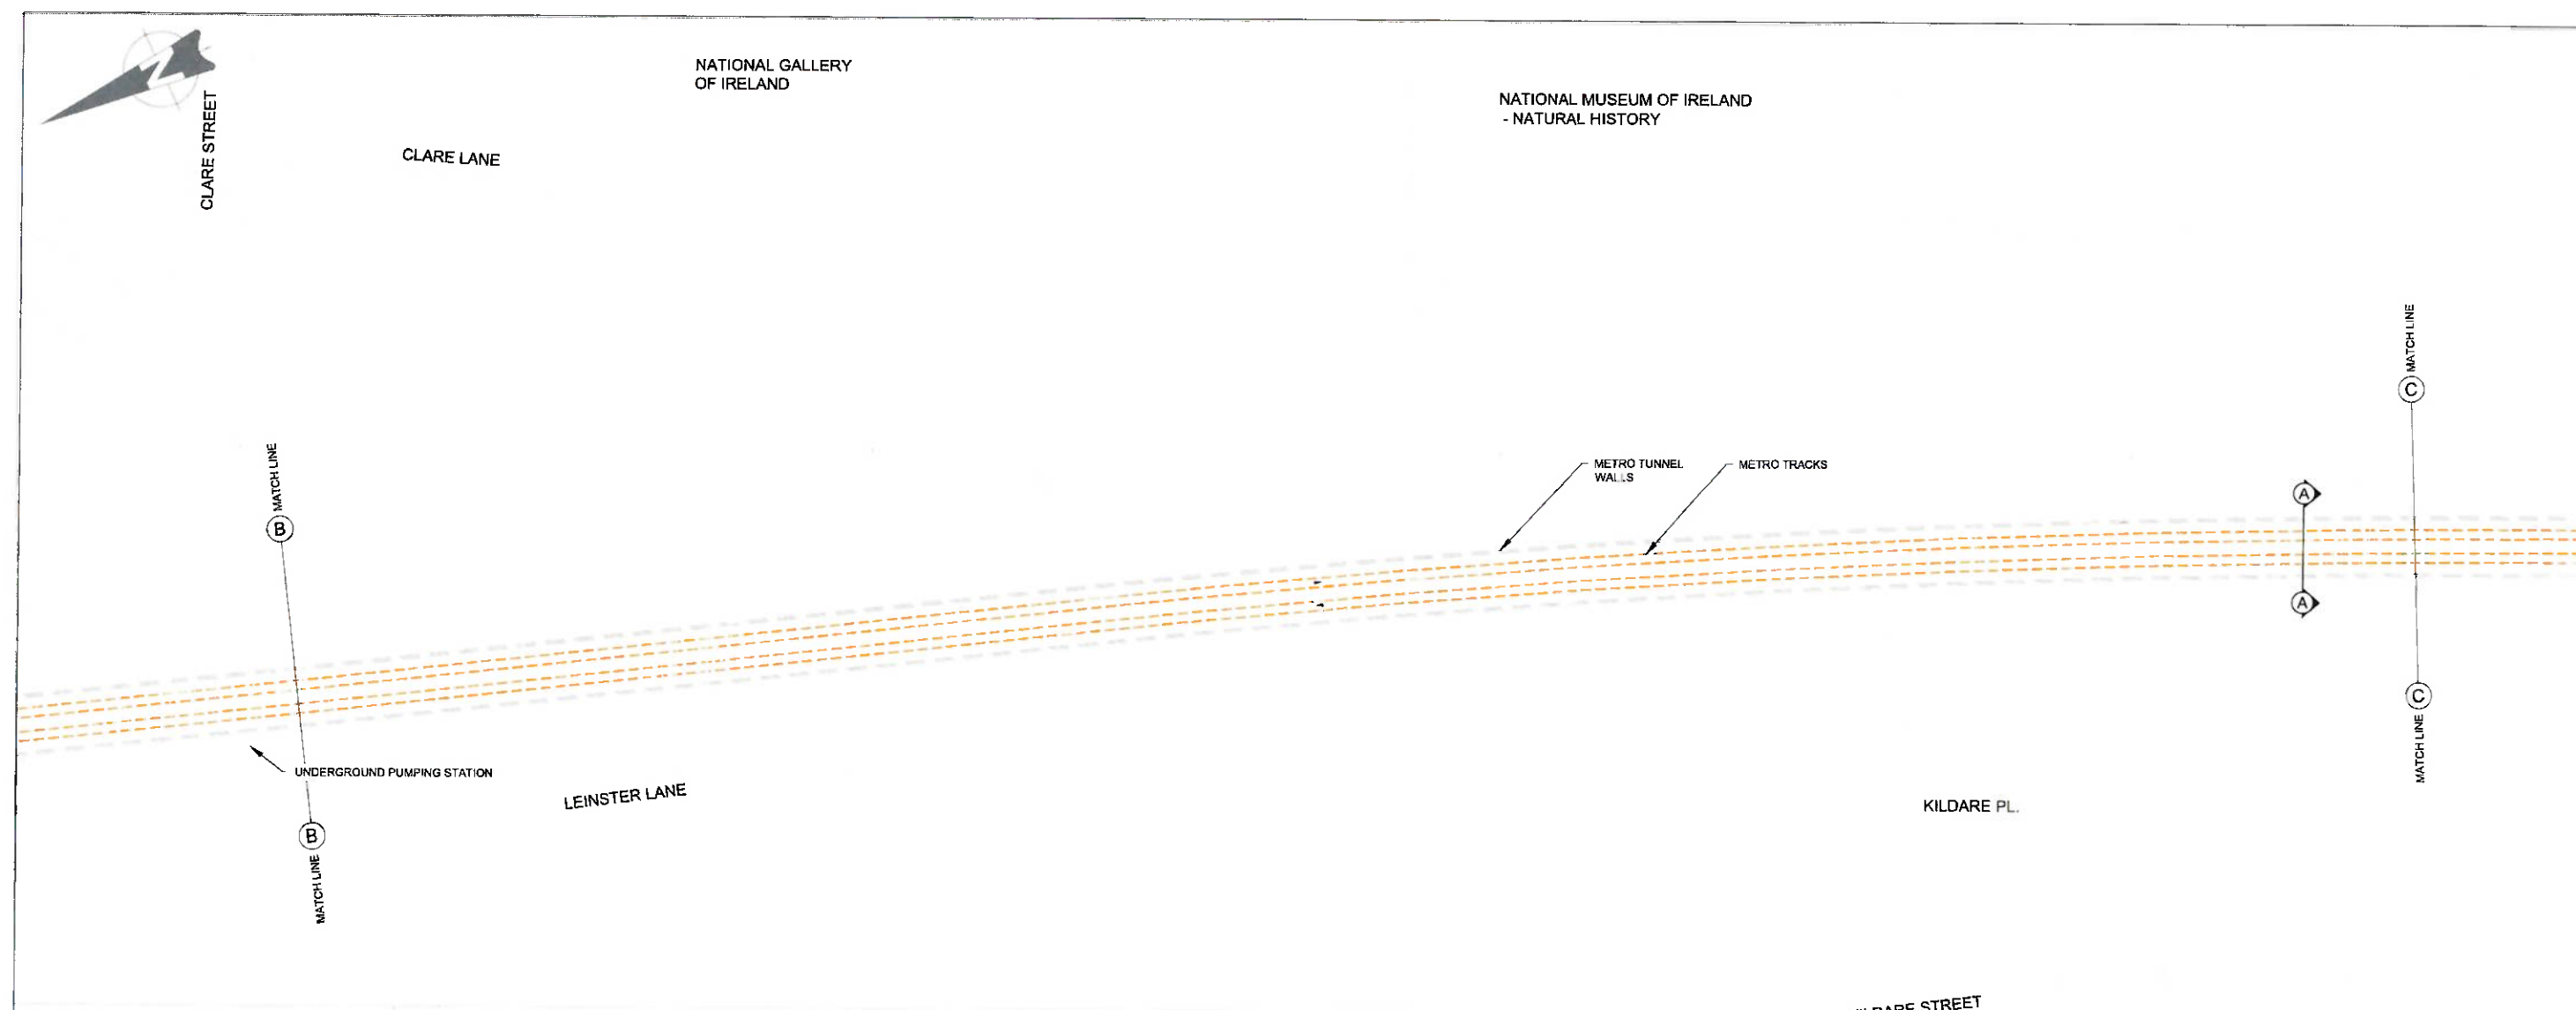 N
CLARE STREET
NATIONAL GALLERY
OF IRELAND
CLARE LANE
NATIONAL MUSEUM OF IRELAND
- NATURAL HISTORY
MATCH LINE
C
MATCH LINE
B
METRO TUNNEL
WALLS
METRO TRACKS
A
A
UNDERGROUND PUMPING STATION
LEINSTER LANE
B
MATCH LINE
C
MATCH LINE
KILDARE PL.
STREET